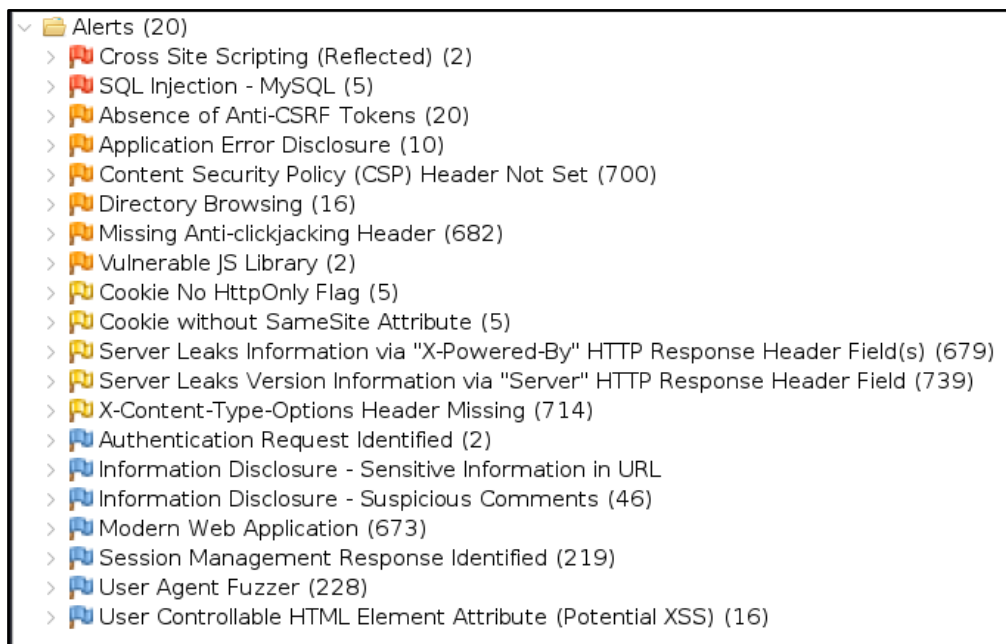 Alerts (20)
Cross Site Scripting (Reflected) (2)
SQL Injection - MySQL (5)
Absence of Anti-CSRF Tokens (20)
Application Error Disclosure (10)
Content Security Policy (CSP) Header Not Set (700)
Directory Browsing (16)
Missing Anti-clickjacking Header (682)
Vulnerable JS Library (2)
Cookie No HttpOnly Flag (5)
Cookie without SameSite Attribute (5)
Server Leaks Information via "X-Powered-By" HTTP Response Header Field(s) (679)
Server Leaks Version Information via "Server" HTTP Response Header Field (739)
X-Content-Type-Options Header Missing (714)
Authentication Request Identified (2)
Information Disclosure - Sensitive Information in URL
Information Disclosure - Suspicious Comments (46)
Modern Web Application (673)
Session Management Response Identified (219)
User Agent Fuzzer (228)
User Controllable HTML Element Attribute (Potential XSS) (16)